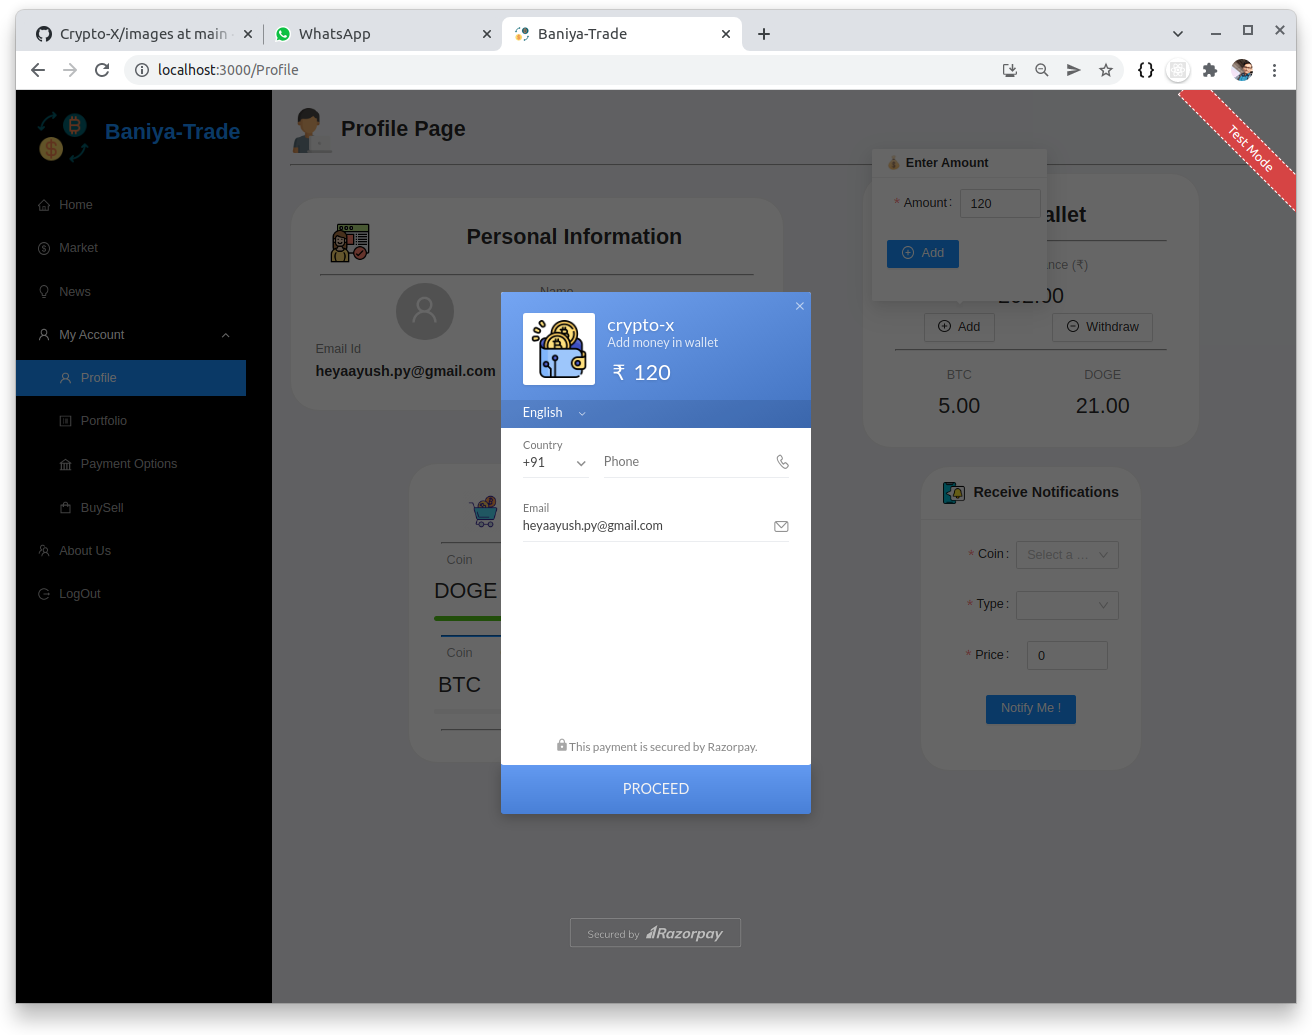 Crypto-X/images at main
WhatsApp
Baniya-Trade
localhost:3000/Profile
Baniya-Trade
Home
Market
News
My Account
Profile
Portfolio
Payment Options
BuySell
About Us
LogOut
Profile Page
Test Mode
Enter Amount
* Amount: 120
Add
Personal Information
Name
Email Id
heyaayush.py@gmail.com
allet
nce (₹)
Add
Withdraw
BTC
DOGE
5.00
21.00
crypto-x
Add money in wallet
₹ 120
English
Country
+91
Phone
Email
heyaayush.py@gmail.com
This payment is secured by Razorpay.
PROCEED
Coin
DOGE
Coin
BTC
Receive Notifications
* Coin: Select a ...
* Type:
* Price: 0
Notify Me !
Secured by Razorpay